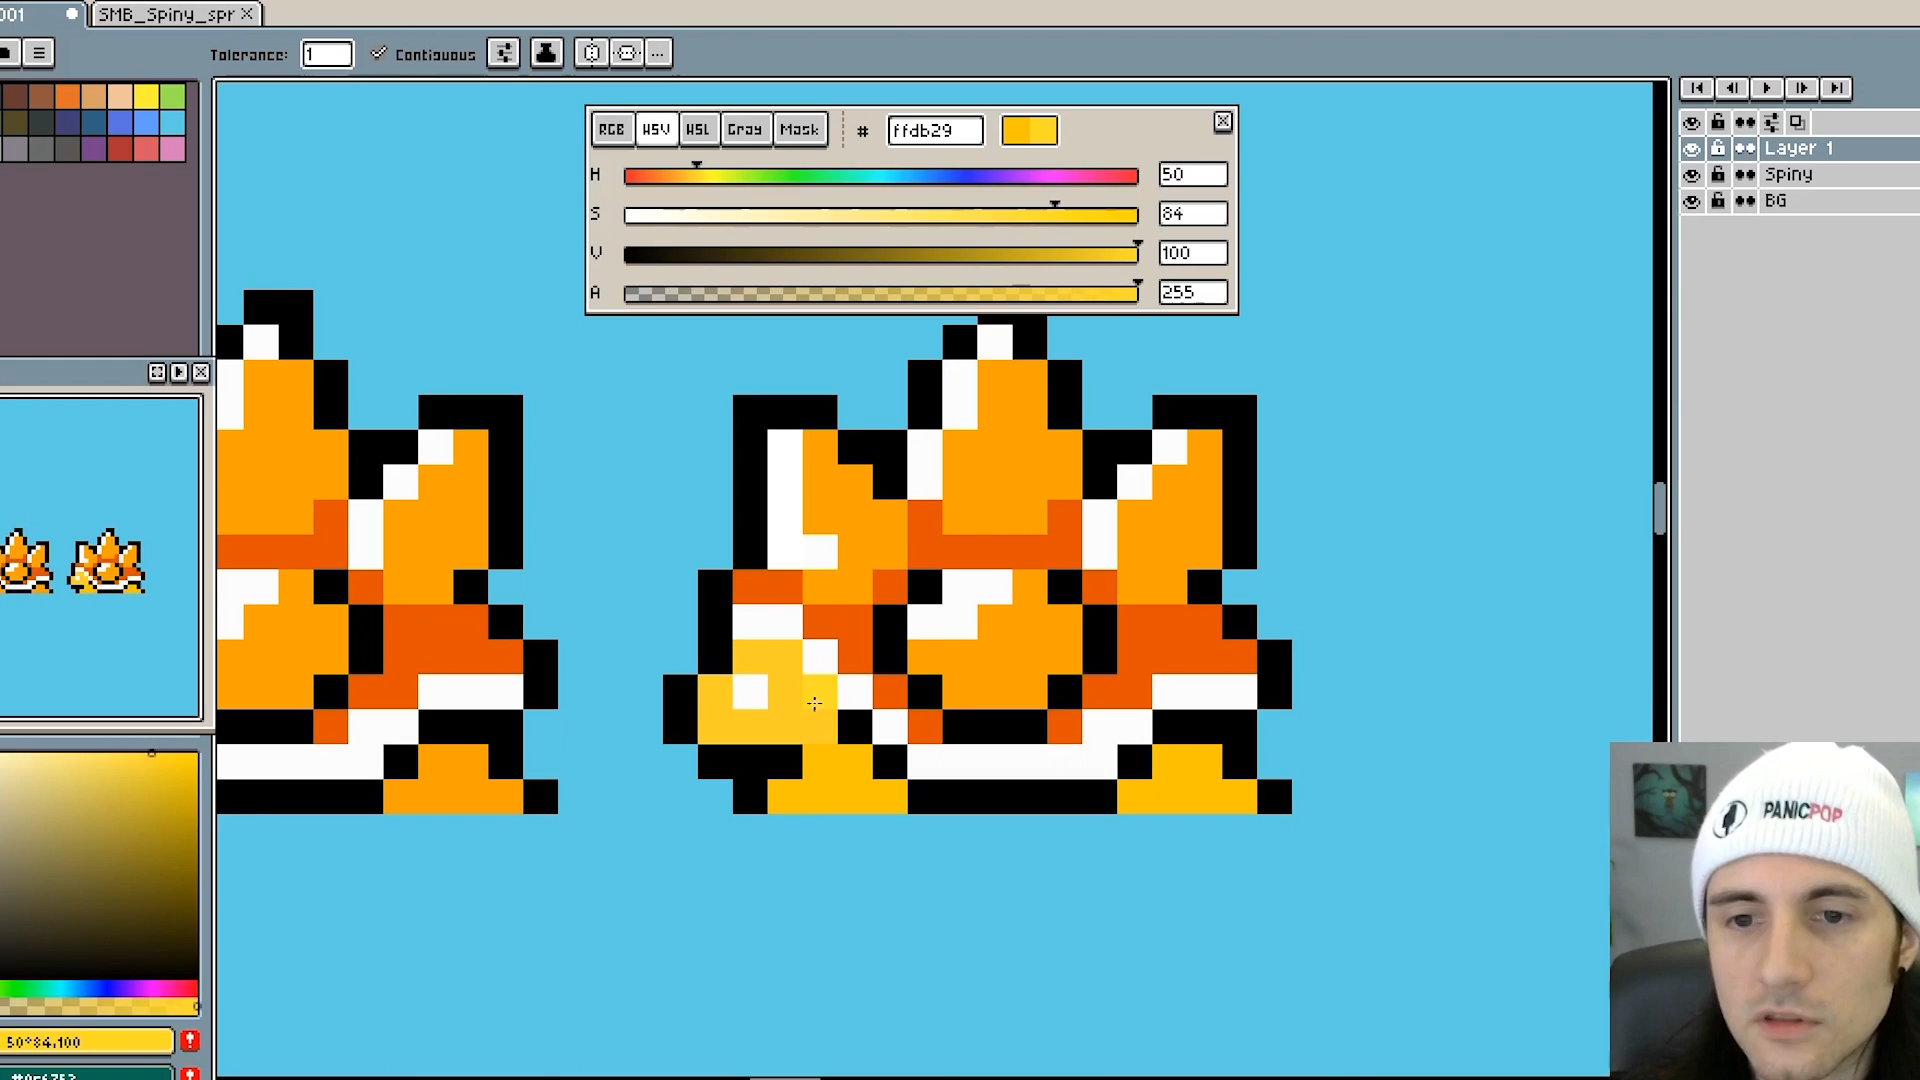 001
SMB_Spiny_spr
Tolerance:
1
Contiguous
...
RGB
HSV
HSL
Gray
Mask
#
ffdb29
H
50
S
84
V
100
A
255
Layer 1
Spiny
BG
PANICPOP
50°84,100